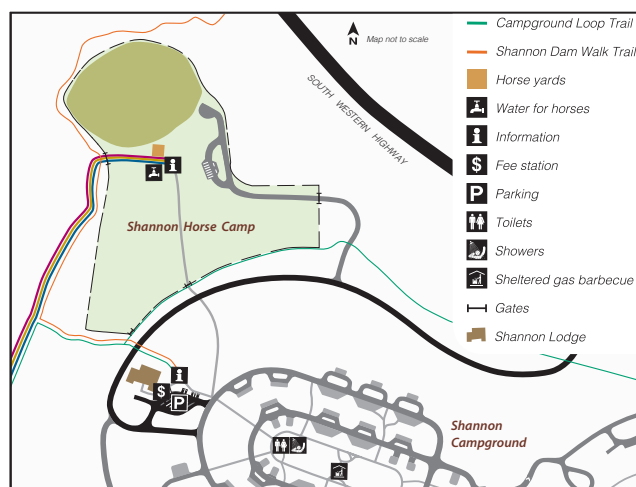 N
Map not to scale
SOUTH WESTERN HIGHWAY
Shannon Horse Camp
i
i
$
P
Shannon
Campground
Campground Loop Trail
Shannon Dam Walk Trail
Horse yards
Water for horses
i
Information
$
Fee station
P
Parking
Toilets
Showers
Sheltered gas barbecue
Gates
Shannon Lodge